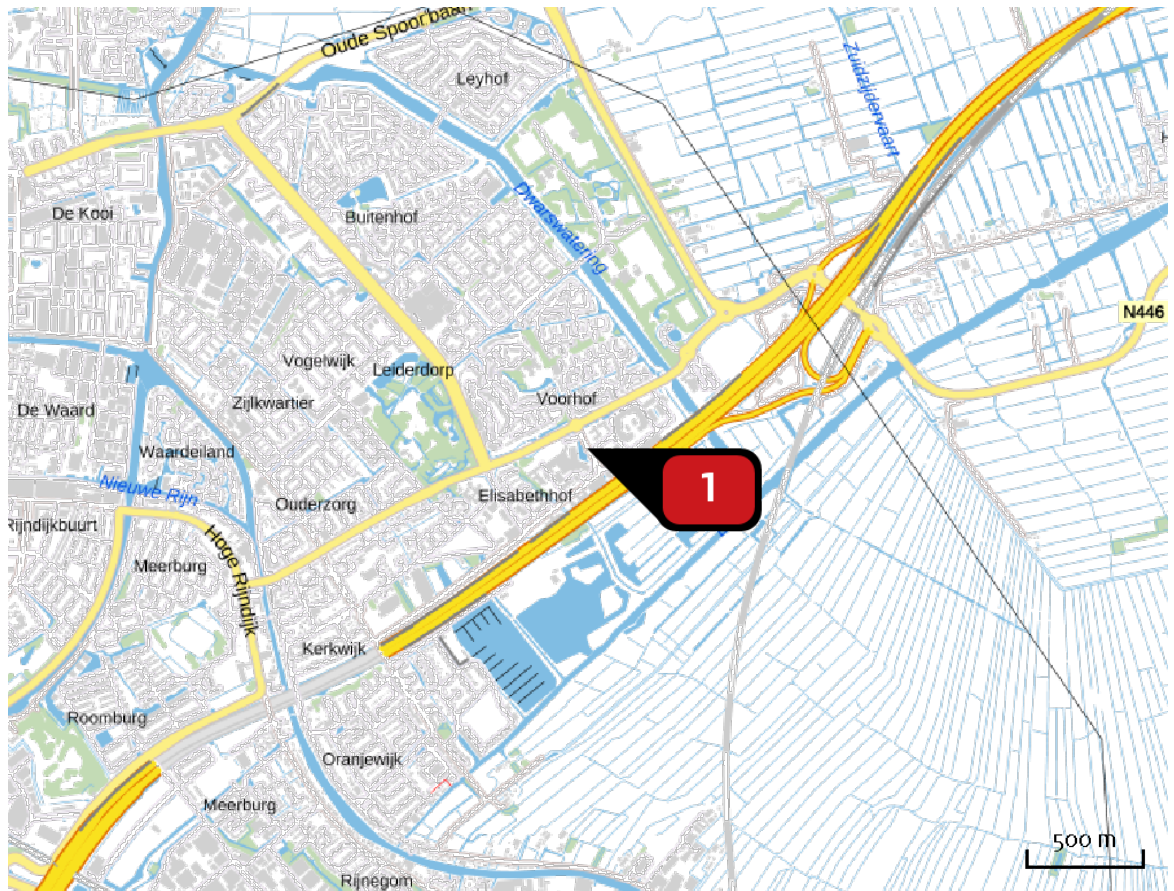 Oude Spoorbaan
Leyhof
Zuidzijdervaart
De Kooi
Buitenhof
Dwarswatering
N446
Vogelwijk
Leiderdorp
Zijlkwartier
Voorhof
De Waard
Waardeiland
Nieuwe Rijn
Ouderzorg
Elisabethhof
1
Rijndijkbuurt
Meerburg
Hoge Rijndijk
Kerkwijk
Roomburg
Oranjewijk
Meerburg
500 m
Rijnegom